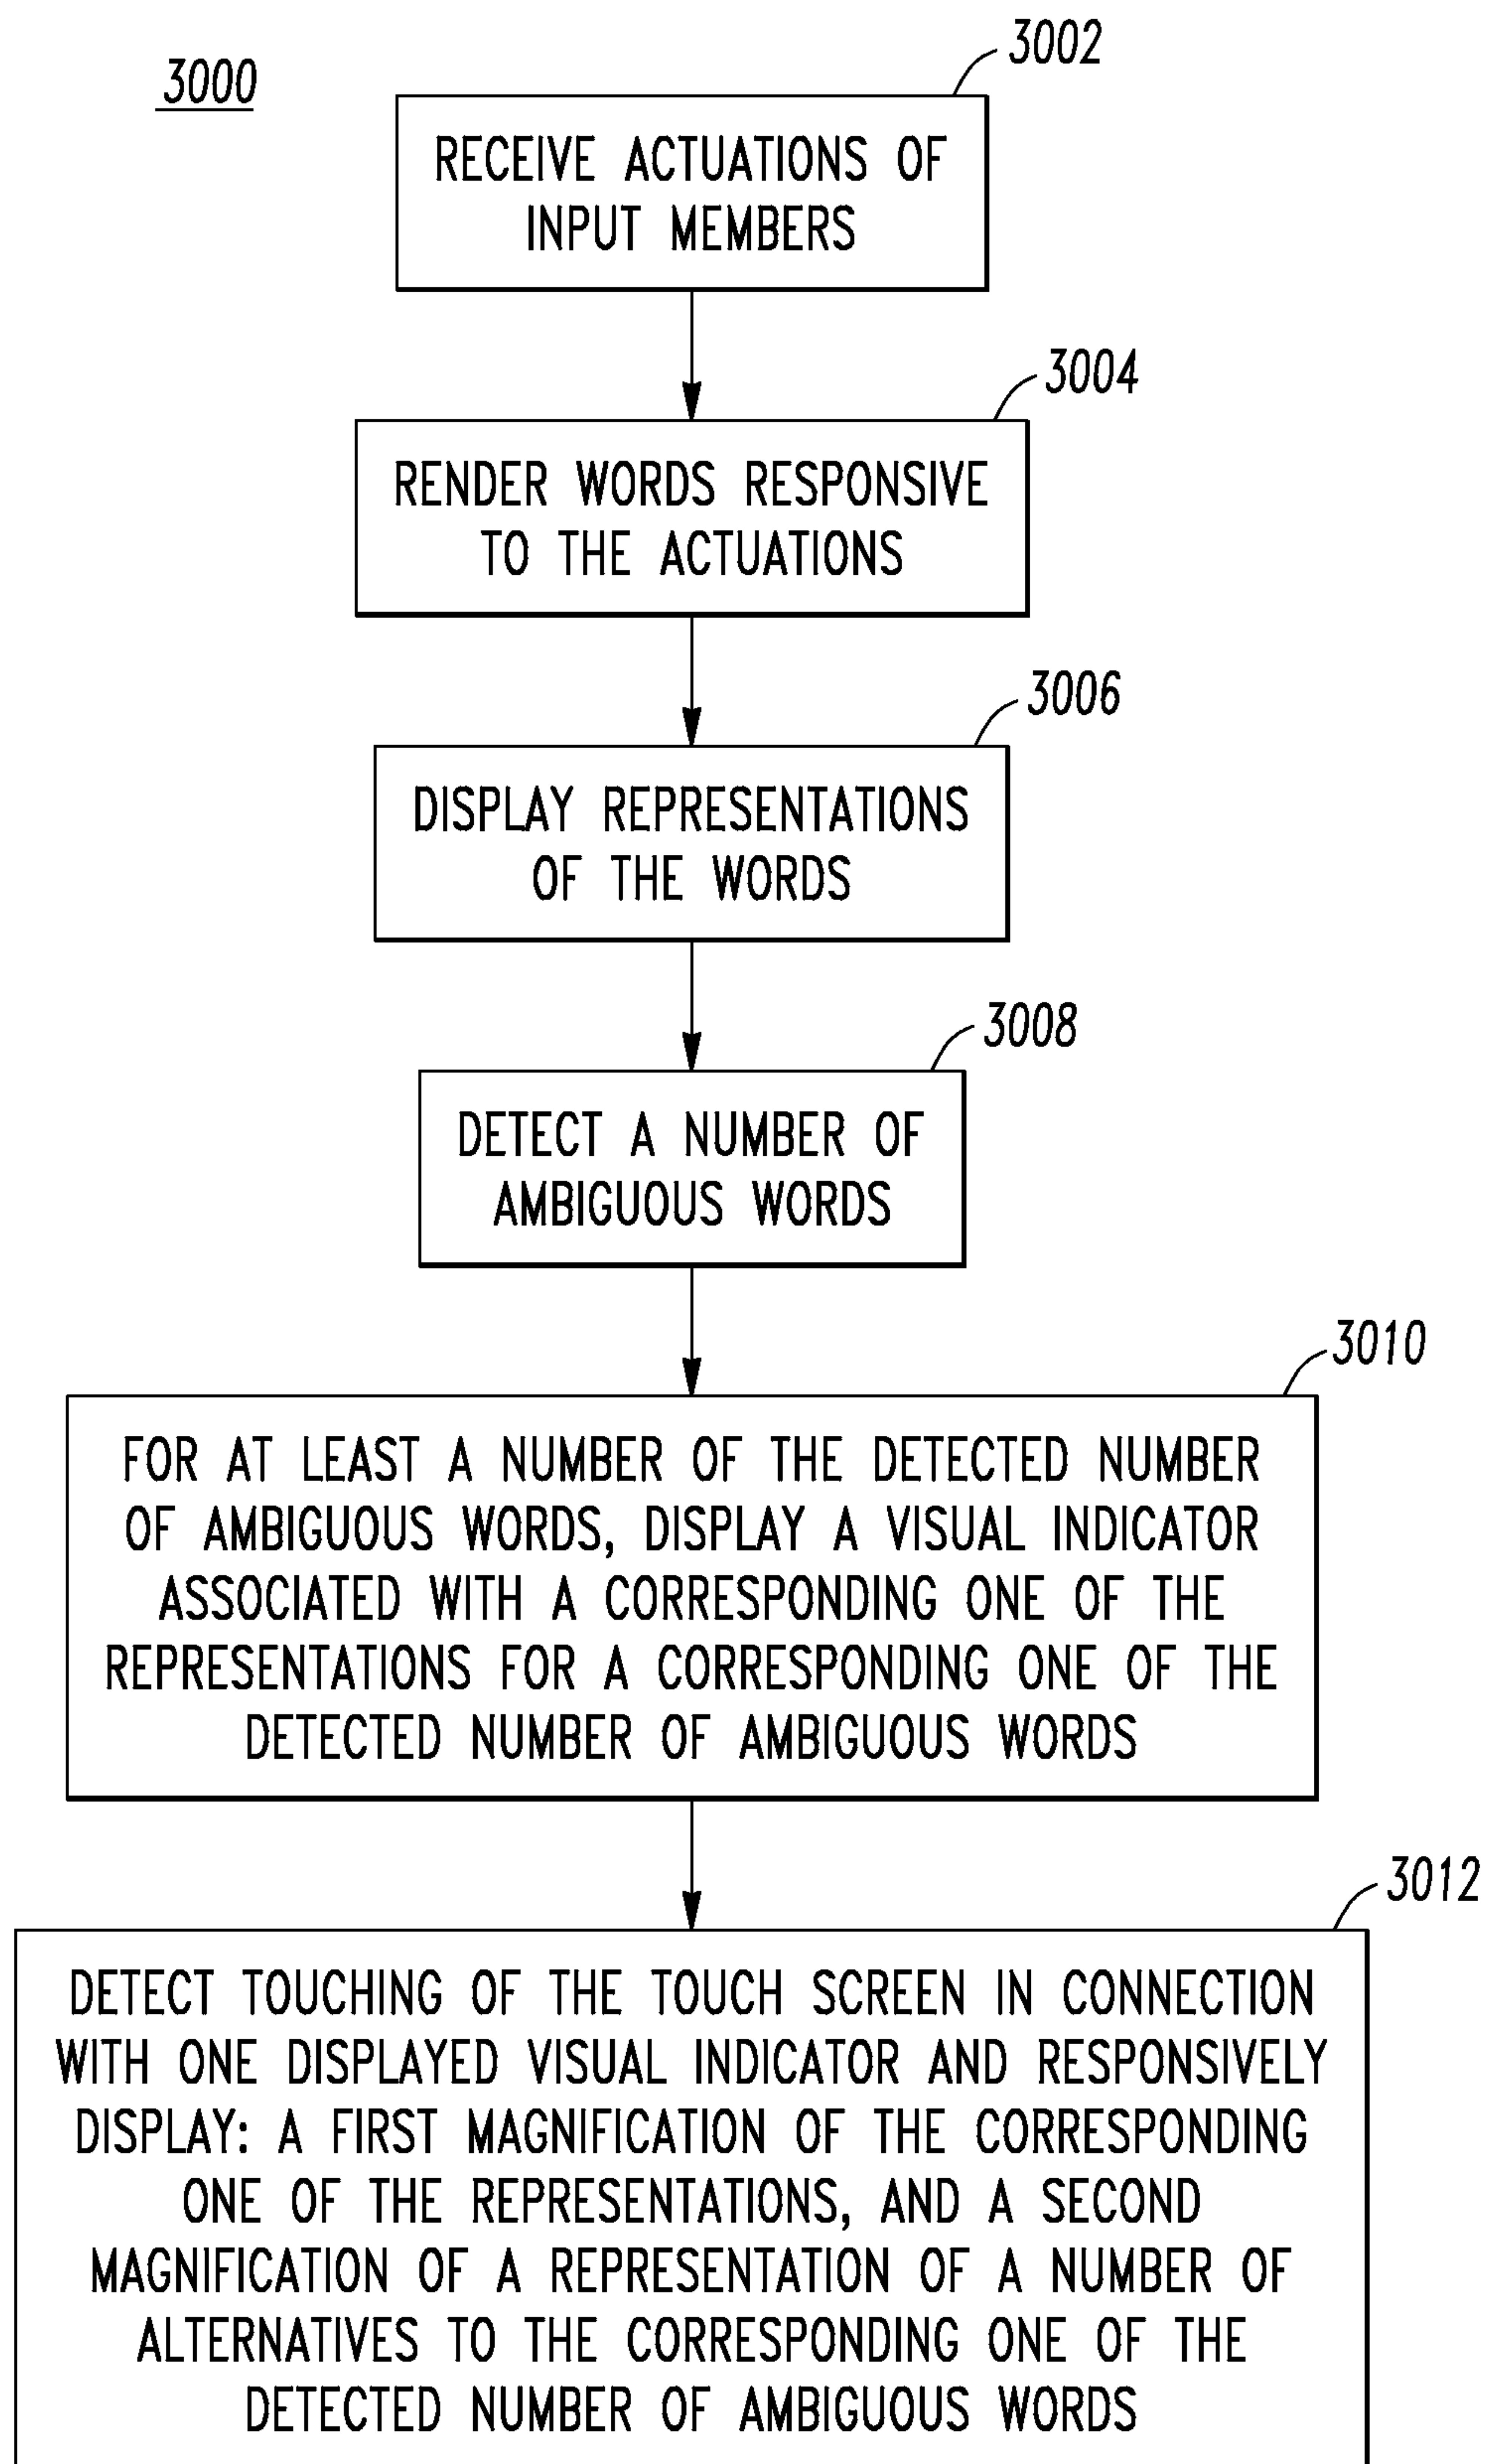 3000
3002
RECEIVE ACTUATIONS OF
INPUT MEMBERS
3004
RENDER WORDS RESPONSIVE
TO THE ACTUATIONS
3006
DISPLAY REPRESENTATIONS
OF THE WORDS
3008
DETECT A NUMBER OF
AMBIGUOUS WORDS
3010
FOR AT LEAST A NUMBER OF THE DETECTED NUMBER
OF AMBIGUOUS WORDS, DISPLAY A VISUAL INDICATOR
ASSOCIATED WITH A CORRESPONDING ONE OF THE
REPRESENTATIONS FOR A CORRESPONDING ONE OF THE
DETECTED NUMBER OF AMBIGUOUS WORDS
3012
DETECT TOUCHING OF THE TOUCH SCREEN IN CONNECTION
WITH ONE DISPLAYED VISUAL INDICATOR AND RESPONSIVELY
DISPLAY: A FIRST MAGNIFICATION OF THE CORRESPONDING
ONE OF THE REPRESENTATIONS, AND A SECOND
MAGNIFICATION OF A REPRESENTATION OF A NUMBER OF
ALTERNATIVES TO THE CORRESPONDING ONE OF THE
DETECTED NUMBER OF AMBIGUOUS WORDS